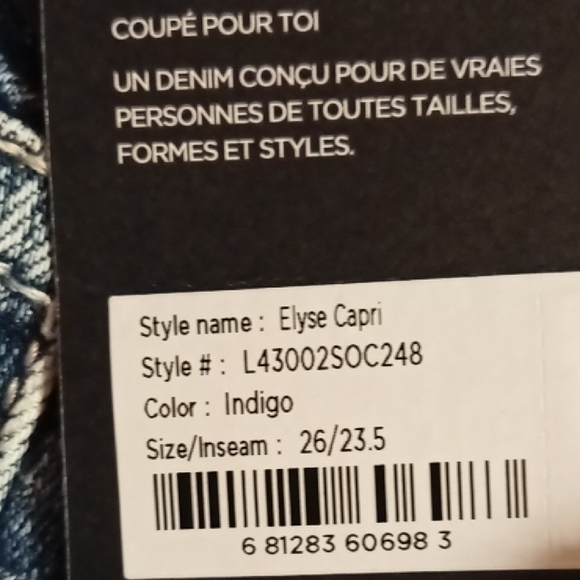 COUPÉ POUR TOI
UN DENIM CONÇU POUR DE VRAIES
PERSONNES DE TOUTES TAILLES,
FORMES ET STYLES.
Style name : Elyse Capri
Style # : L43002SOC248
Color : Indigo
Size/Inseam : 26/23.5
6 81283 60698 3